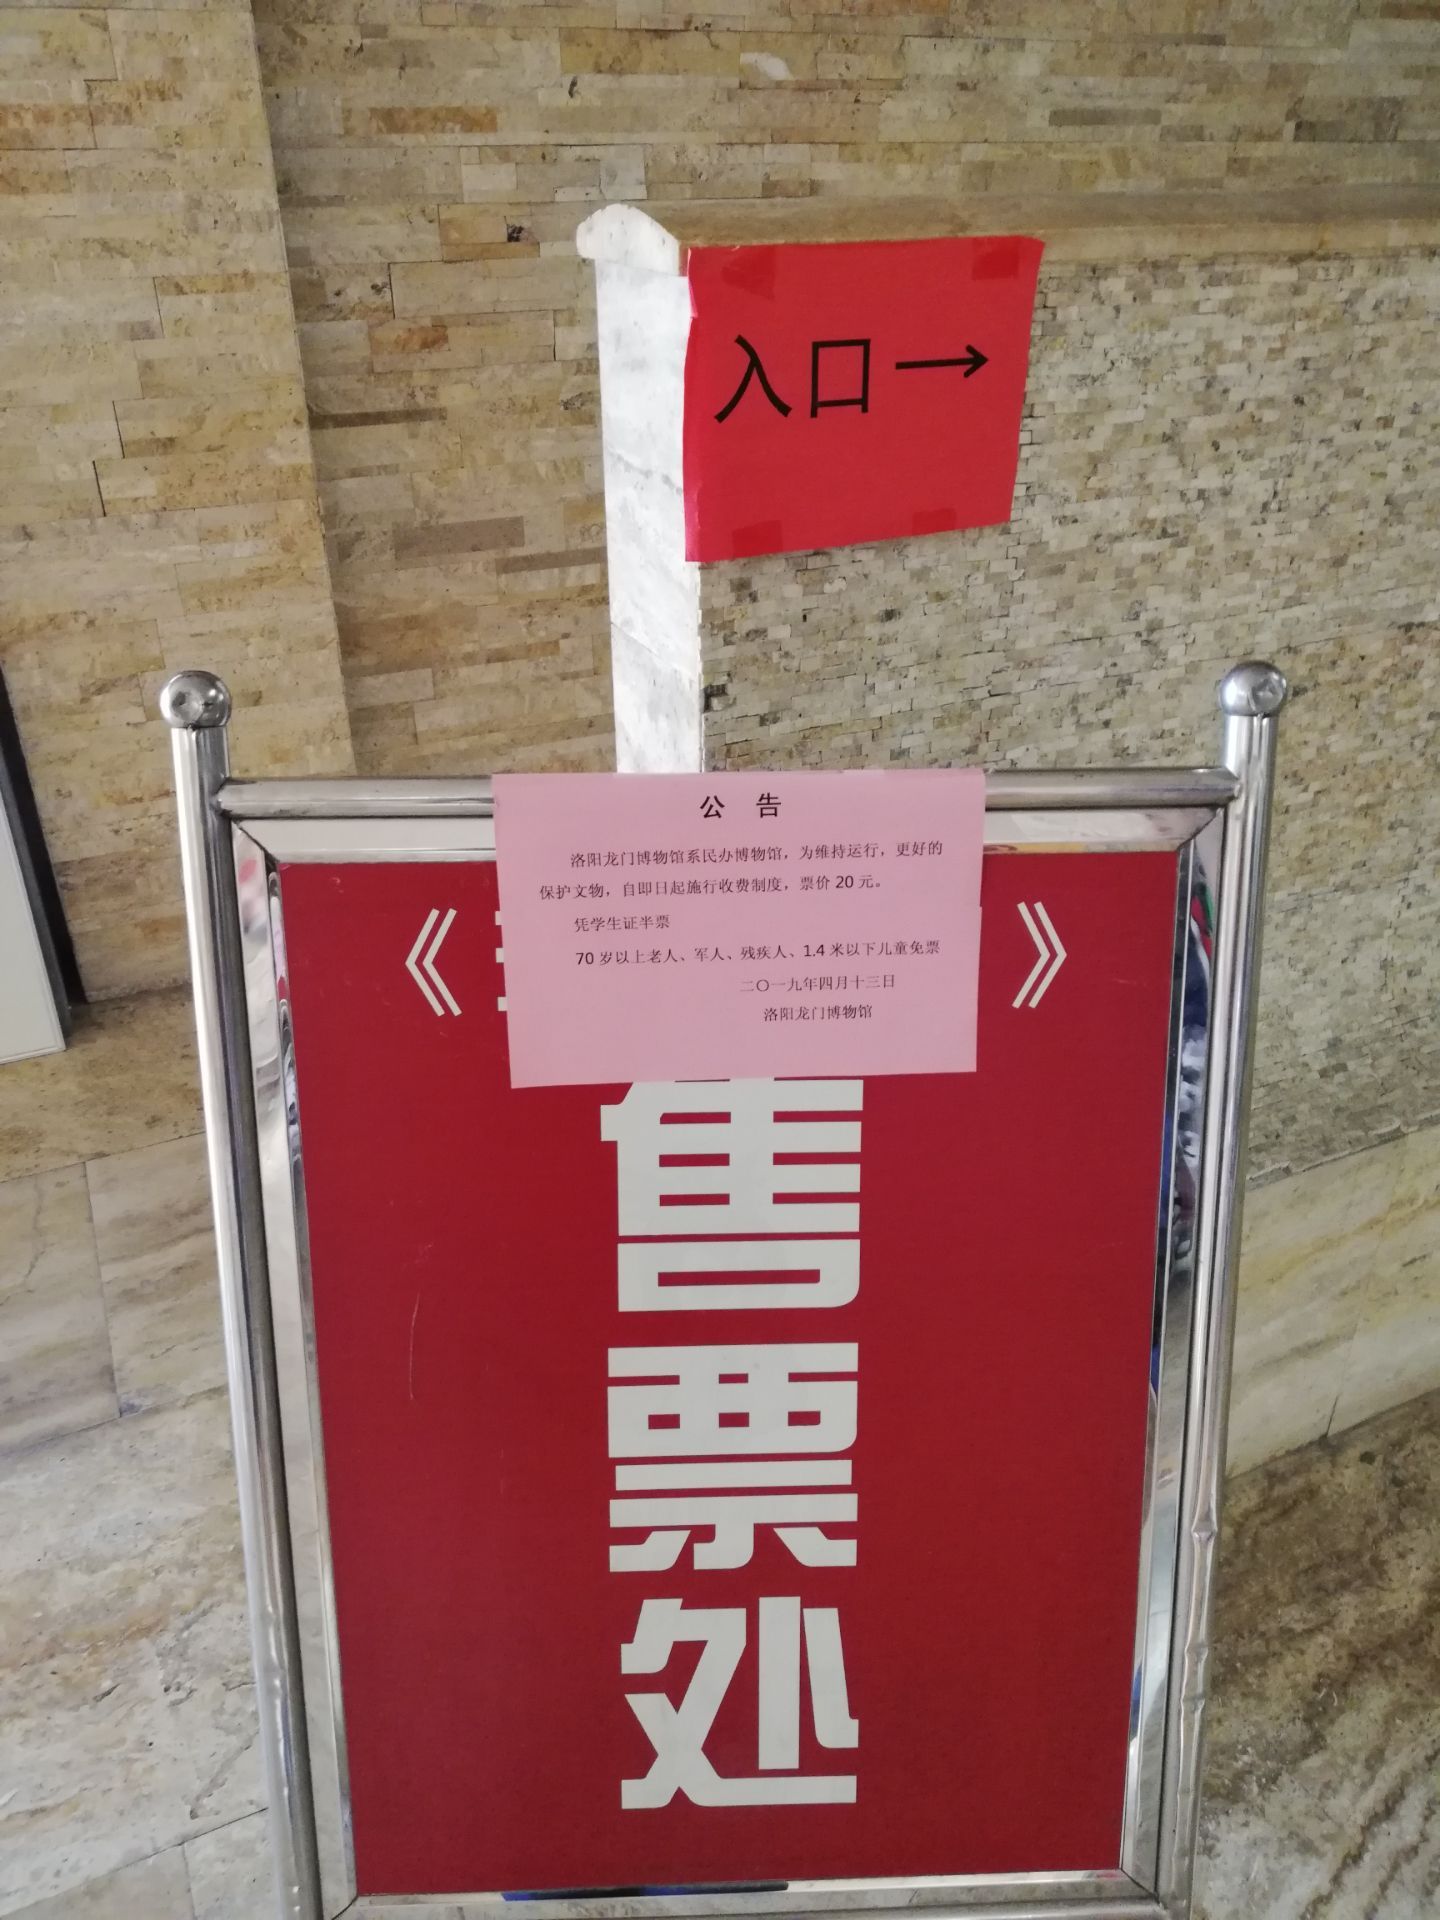 入口→
公 告
洛阳龙门博物馆系民办博物馆，为维持运行，更好的
保护文物，自即日起施行收费制度，票价 20 元。
凭学生证半票
70 岁以上老人、军人、残疾人、1.4 米以下儿童免票
二〇一九年四月十三日
洛阳龙门博物馆
《
》
售
票
处